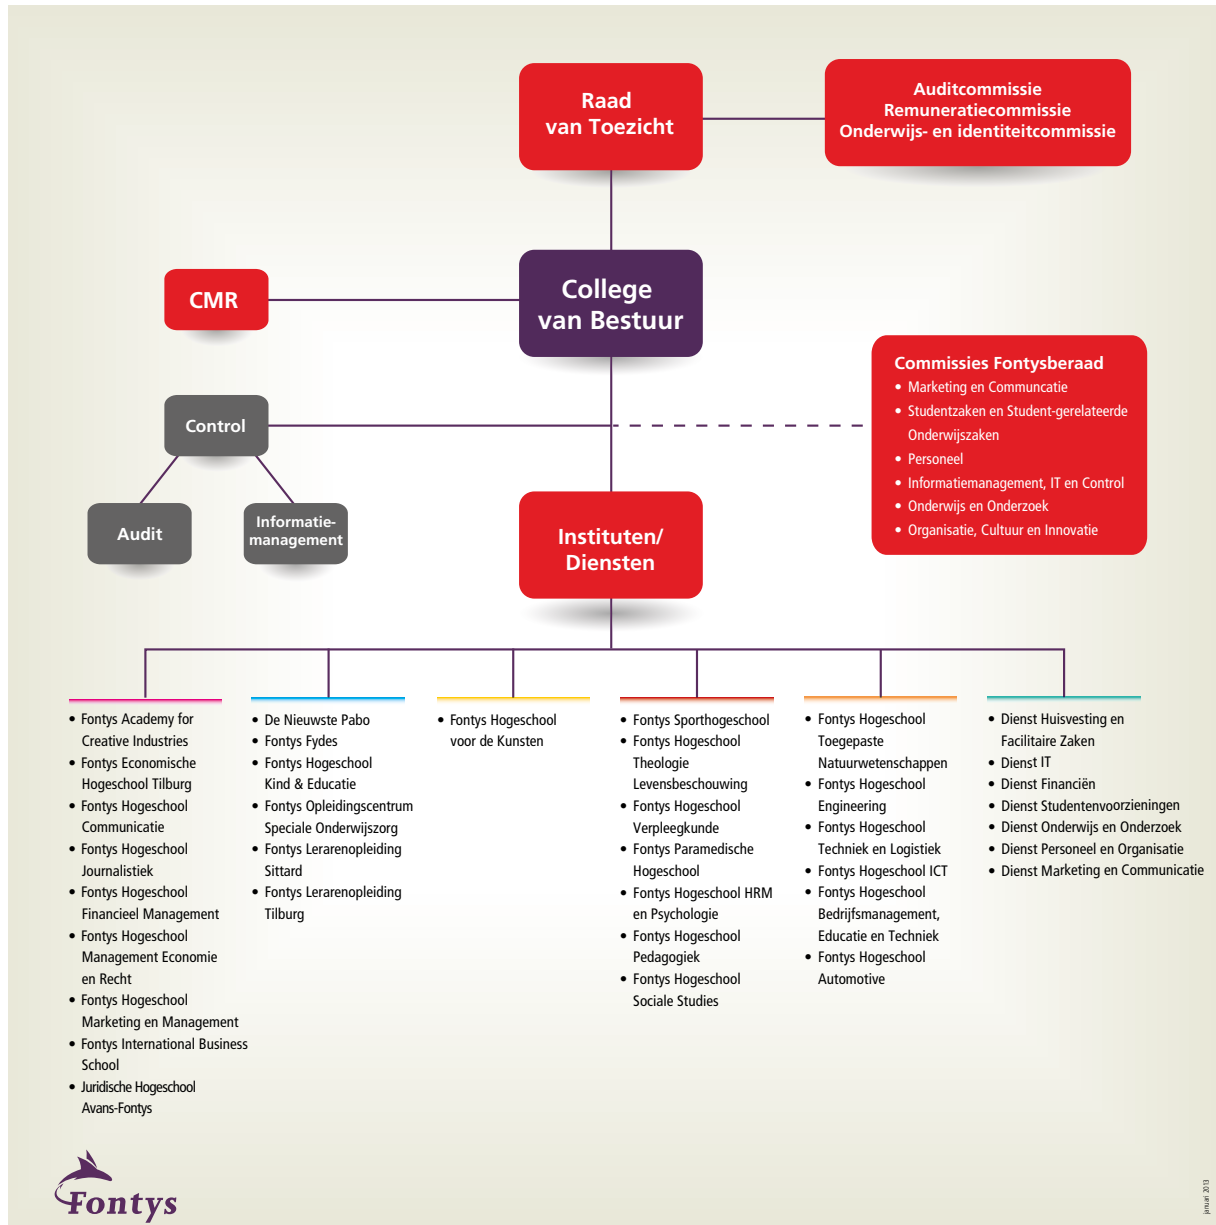 Raad
van Toezicht
Auditcommissie
Remuneratiecommissie
Onderwijs- en identiteitcommissie
CMR
College
van Bestuur
Commissies Fontysberaad
• Marketing en Communcatie
• Studentzaken en Student-gerelateerde
Onderwijszaken
• Personeel
• Informatiemanagement, IT en Control
• Onderwijs en Onderzoek
• Organisatie, Cultuur en Innovatie
Control
Audit
Informatie-
management
Instituten/
Diensten
• Fontys Academy for
Creative Industries
• Fontys Economische
Hogeschool Tilburg
• Fontys Hogeschool
Communicatie
• Fontys Hogeschool
Journalistiek
• Fontys Hogeschool
Financieel Management
• Fontys Hogeschool
Management Economie
en Recht
• Fontys Hogeschool
Marketing en Management
• Fontys International Business
School
• Juridische Hogeschool
Avans-Fontys
• De Nieuwste Pabo
• Fontys Fydes
• Fontys Hogeschool
Kind & Educatie
• Fontys Opleidingscentrum
Speciale Onderwijszorg
• Fontys Lerarenopleiding
Sittard
• Fontys Lerarenopleiding
Tilburg
• Fontys Hogeschool
voor de Kunsten
• Fontys Sporthogeschool
• Fontys Hogeschool
Theologie
Levensbeschouwing
• Fontys Hogeschool
Verpleegkunde
• Fontys Paramedische
Hogeschool
• Fontys Hogeschool HRM
en Psychologie
• Fontys Hogeschool
Pedagogiek
• Fontys Hogeschool
Sociale Studies
• Fontys Hogeschool
Toegepaste
Natuurwetenschappen
• Fontys Hogeschool
Engineering
• Fontys Hogeschool
Techniek en Logistiek
• Fontys Hogeschool ICT
• Fontys Hogeschool
Bedrijfsmanagement,
Educatie en Techniek
• Fontys Hogeschool
Automotive
• Dienst Huisvesting en
Facilitaire Zaken
• Dienst IT
• Dienst Financiën
• Dienst Studentenvoorzieningen
• Dienst Onderwijs en Onderzoek
• Dienst Personeel en Organisatie
• Dienst Marketing en Communicatie
Fontys
januari 2013